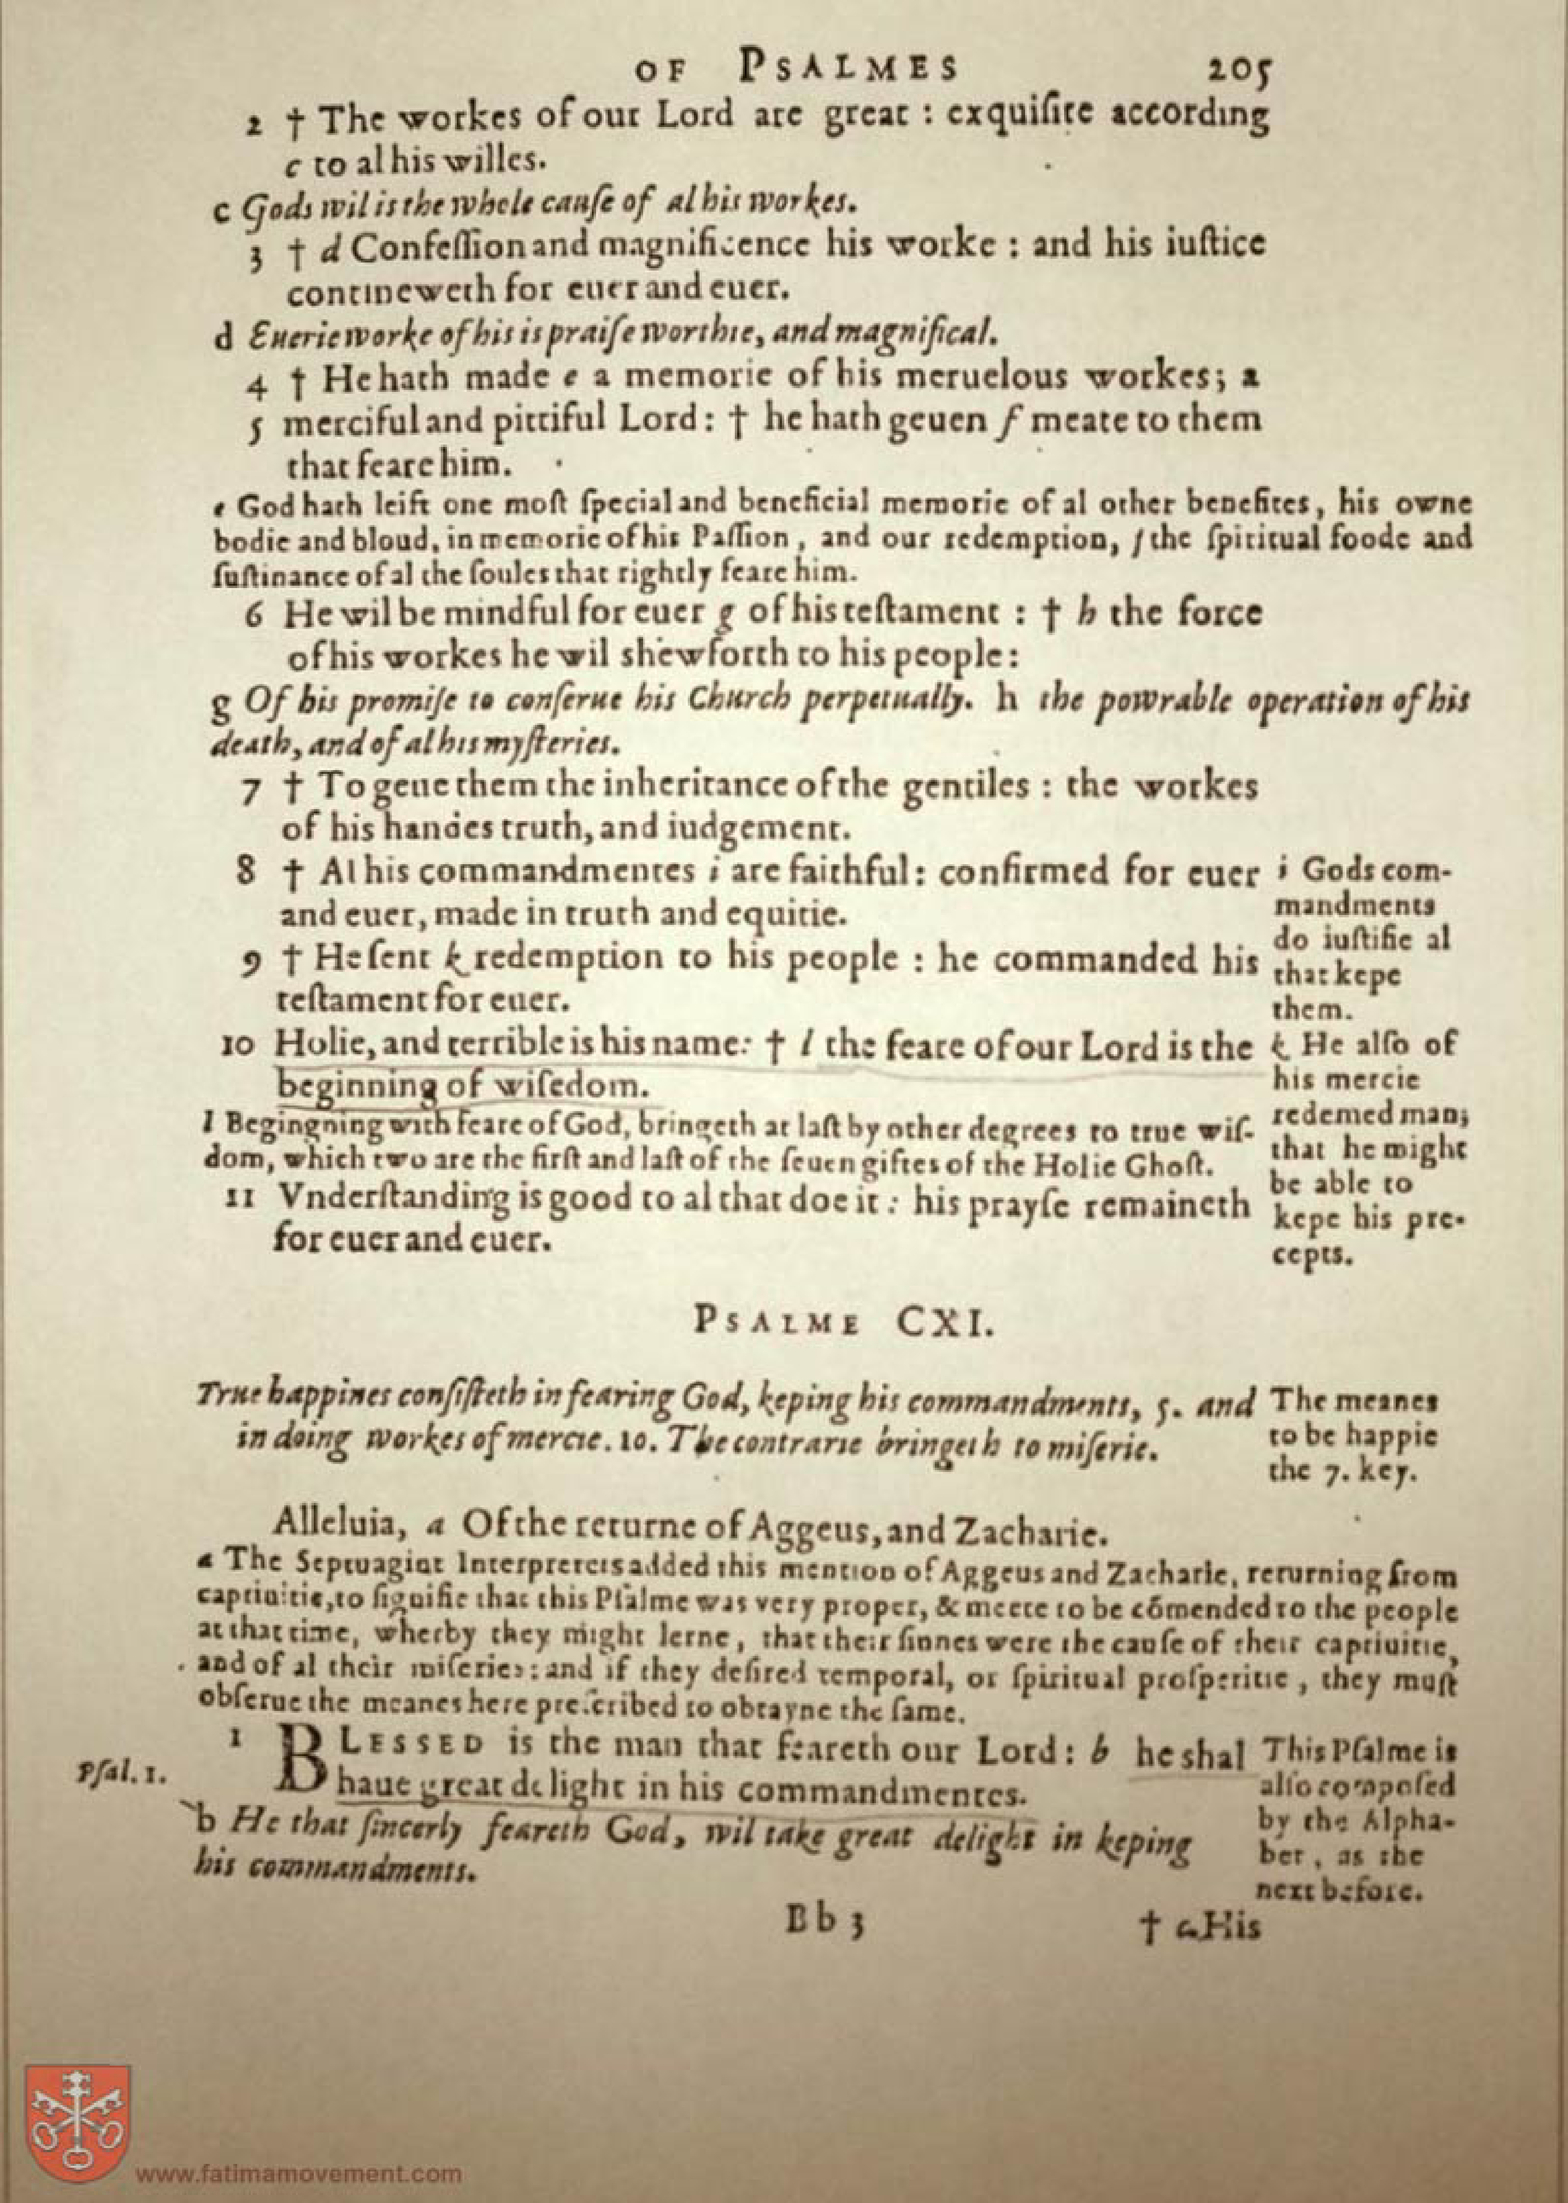 OF PSALMES 205
2 † The workes of our Lord are great : exquiſite according
c to al his willes.
c Gods wil is the whole cauſe of al his workes.
3 † d Confeſſion and magnificence his worke : and his iuſtice
contineweth for euer and euer.
d Euerie worke of his is praiſe worthie, and magnifical.
4 † He hath made e a memorie of his meruelous workes; a
5 merciful and pittiful Lord: † he hath geuen f meate to them
that feare him.
e God hath leift one moſt ſpecial and beneficial memorie of al other benefites, his owne
bodie and bloud, in memorie of his Paſſion, and our redemption, f the ſpiritual foode and
ſuſtinance of al the ſoules that rightly feare him.
6 He wil be mindful for euer g of his teſtament : † h the force
of his workes he wil shew forth to his people:
g Of his promiſe to conſerue his Church perpetually. h the powrable operation of his
death, and of al his myſteries.
7 † To geue them the inheritance of the gentiles : the workes
of his handes truth, and iudgement.
8 † Al his commandmentes i are faithful: confirmed for euer
and euer, made in truth and equitie.
i Gods com-
mandments
do iuſtifie al
that kepe
them.
9 † He ſent k redemption to his people : he commanded his
teſtament for euer.
10 Holie, and terrible is his name: † l the feare of our Lord is the
beginning of wiſedom.
k He alſo of
his mercie
redemed man;
that he might
be able to
kepe his pre-
cepts.
l Begingning with feare of God, bringeth at laſt by other degrees to true wiſ-
dom, which two are the firſt and laſt of the ſeuen giftes of the Holie Ghoſt.
11 Vnderſtanding is good to al that doe it : his prayſe remaineth
for euer and euer.
PSALME CXI.
True happines conſiſteth in fearing God, keping his commandments, 5. and
in doing workes of mercie. 10. The contrarie bringeth to miſerie.
The meanes
to be happie
the 7. key.
Alleluia, a Of the returne of Aggeus, and Zacharie.
a The Septuagint Interpreters added this mention of Aggeus and Zacharie, returning from
captiuitie, to ſignifie that this Pſalme was very proper, & meete to be cōmended to the people
at that time, wherby they might lerne, that their ſinnes were the cauſe of their captiuitie,
and of al their miſeries: and if they deſired temporal, or ſpiritual proſperitie, they muſt
obſerue the meanes here preſcribed to obtayne the ſame.
1 BLESSED is the man that feareth our Lord: b he shal
haue great delight in his commandmentes.
Pſal. 1.
This Pſalme is
alſo compoſed
by the Alpha-
bet, as the
next before.
b He that ſincerly feareth God, wil take great delight in keping
his commandments.
Bb 3 † c His
www.fatimamovement.com